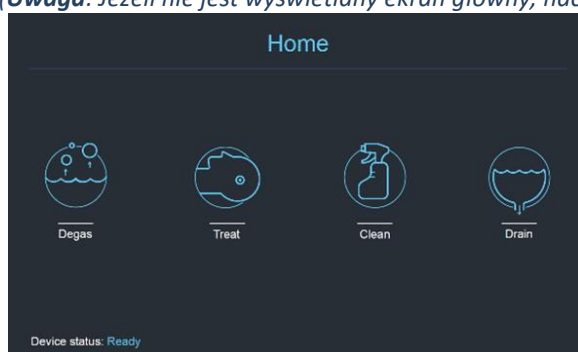 (Uwaga: Jeżeli nie jest wyświetlany ekran główny,
Home
Degas Treat Clean Drain
Device status: Ready